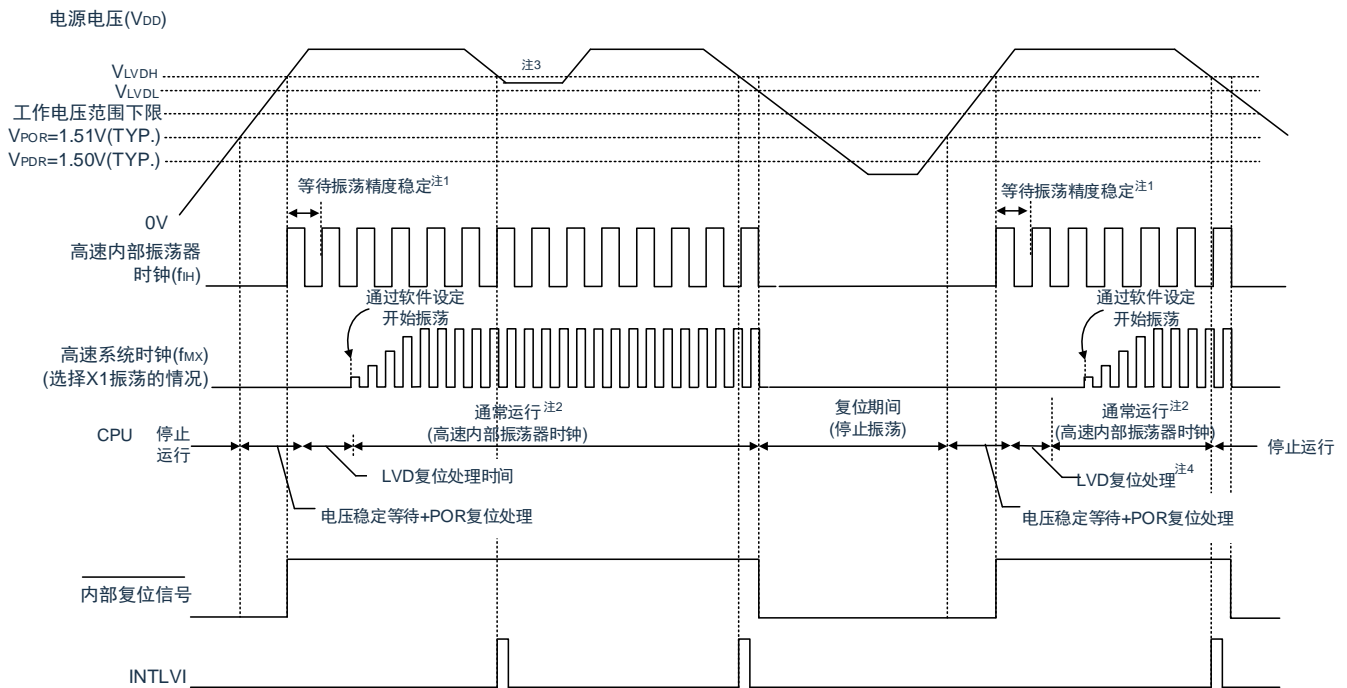 电源电压(VDD)
注3
VLVDH
VLVDL
工作电压范围下限
VPOR=1.51V(TYP.)
VPDR=1.50V(TYP.)
等待振荡精度稳定注1
等待振荡精度稳定注1
0V
高速内部振荡器
时钟(fIH)
通过软件设定
开始振荡
通过软件设定
开始振荡
高速系统时钟(fMX)
(选择X1振荡的情况)
CPU
停止
运行
通常运行注2
(高速内部振荡器时钟)
复位期间
(停止振荡)
通常运行注2
(高速内部振荡器时钟)
停止运行
LVD复位处理时间
LVD复位处理注4
电压稳定等待+POR复位处理
电压稳定等待+POR复位处理
内部复位信号
INTLVI